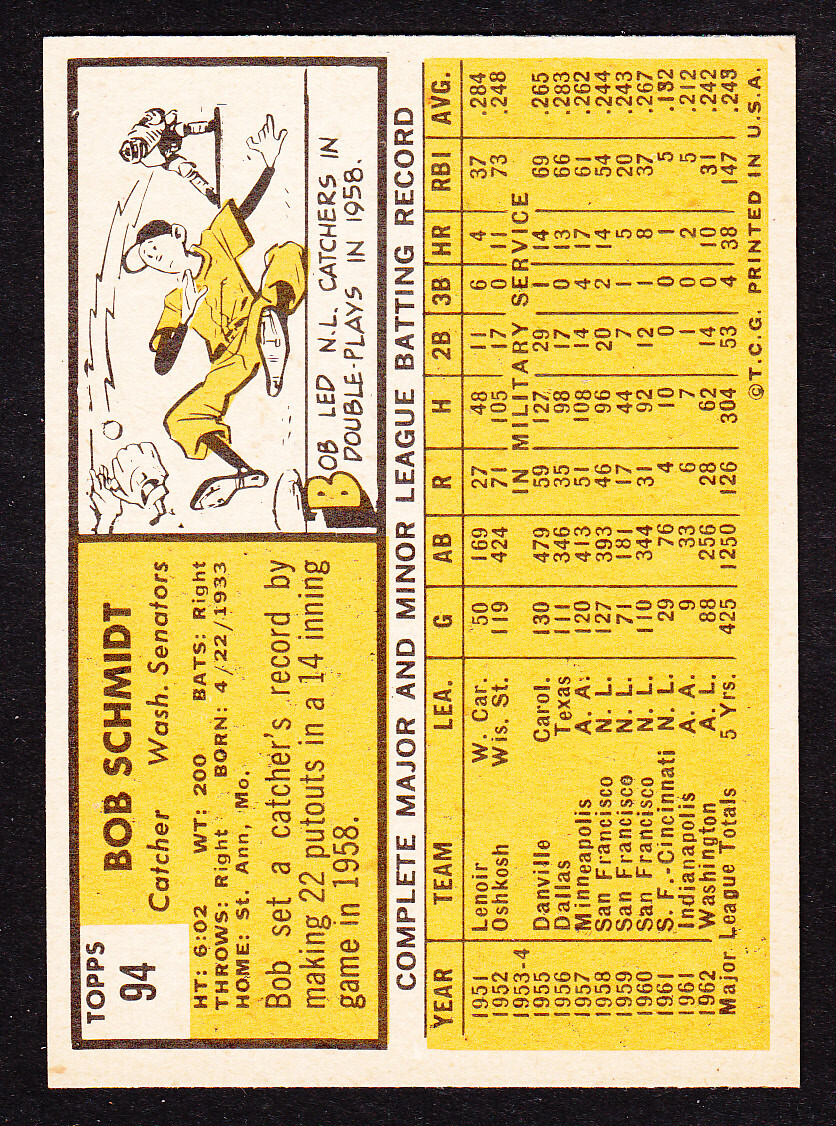 TOPPS
94
BOB SCHMIDT
Catcher Wash. Senators
HT: 6:02 WT: 200 BATS: Right
THROWS: Right BORN: 4/22/1933
HOME: St. Ann, Mo.
Bob set a catcher's record by
making 22 putouts in a 14 inning
game in 1958.
BOB LED N.L. CATCHERS IN
DOUBLE-PLAYS IN 1958.
COMPLETE MAJOR AND MINOR LEAGUE BATTING RECORD
YEAR TEAM LEA. G AB R H 2B 3B HR RBI AVG.
1951 Lenoir W. Car. 50 169 27 48 11 6 4 37 .284
1952 Oshkosh Wis. St. 119 424 71 105 17 0 11 73 .248
1953-4 IN MILITARY SERVICE
1955 Danville Carol. 130 479 59 127 29 1 14 69 .265
1956 Dallas Texas 111 346 35 98 17 0 13 66 .283
1957 Minneapolis A. A. 120 413 51 108 14 4 17 61 .262
1958 San Francisco N. L. 127 393 46 96 20 2 14 54 .244
1959 San Francisco N. L. 71 181 17 44 7 1 5 20 .243
1960 San Francisco N. L. 110 344 31 92 12 1 8 37 .267
1961 S. F.-Cincinnati N. L. 29 76 4 10 0 0 1 5 .132
1961 Indianapolis A. A. 9 33 6 7 1 0 2 5 .212
1962 Washington A. L. 88 256 28 62 14 0 10 31 .242
Major League Totals 5 Yrs. 425 1250 126 304 53 4 38 147 .243
©T.C.G. PRINTED IN U.S.A.